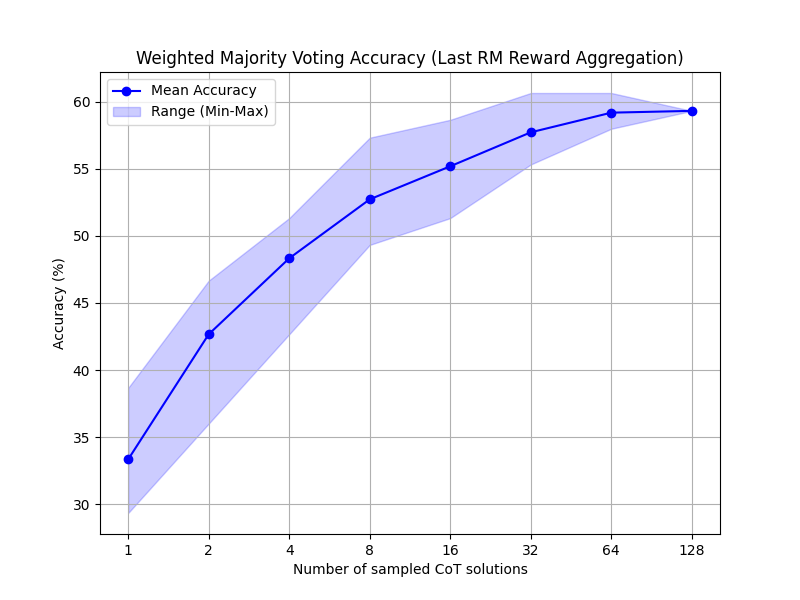 Weighted Majority Voting Accuracy (Last RM Reward Aggregation)
Mean Accuracy
Range (Min-Max)
60
55
50
45
40
35
30
Accuracy (%)
1 2 4 8 16 32 64 128
Number of sampled CoT solutions